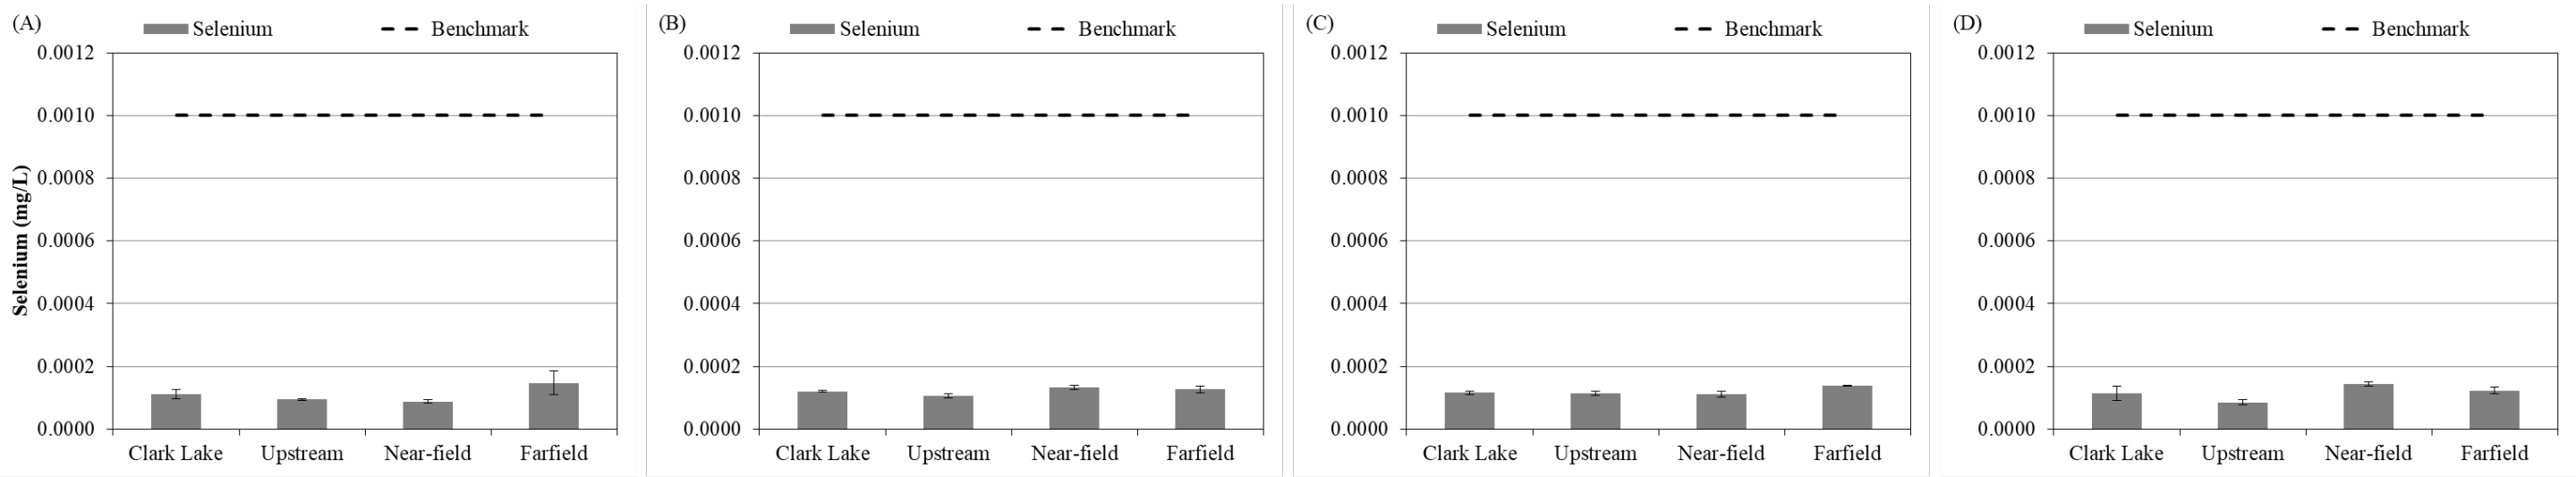 (A)
Selenium
Benchmark
Selenium (mg/L)
0.0012
0.0010
0.0008
0.0006
0.0004
0.0002
0.0000
Clark Lake
Upstream
Near-field
Farfield
(B)
Selenium
Benchmark
0.0012
0.0010
0.0008
0.0006
0.0004
0.0002
0.0000
Clark Lake
Upstream
Near-field
Farfield
(C)
Selenium
Benchmark
0.0012
0.0010
0.0008
0.0006
0.0004
0.0002
0.0000
Clark Lake
Upstream
Near-field
Farfield
(D)
Selenium
Benchmark
0.0012
0.0010
0.0008
0.0006
0.0004
0.0002
0.0000
Clark Lake
Upstream
Near-field
Farfield